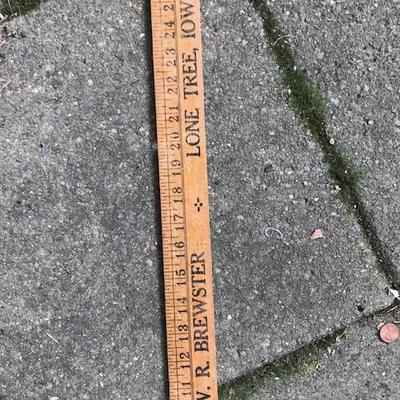 11 12 13 14 15 16 17 18 19 20 21 22 23 24
W. R. BREWSTER
LONE TREE, IOW